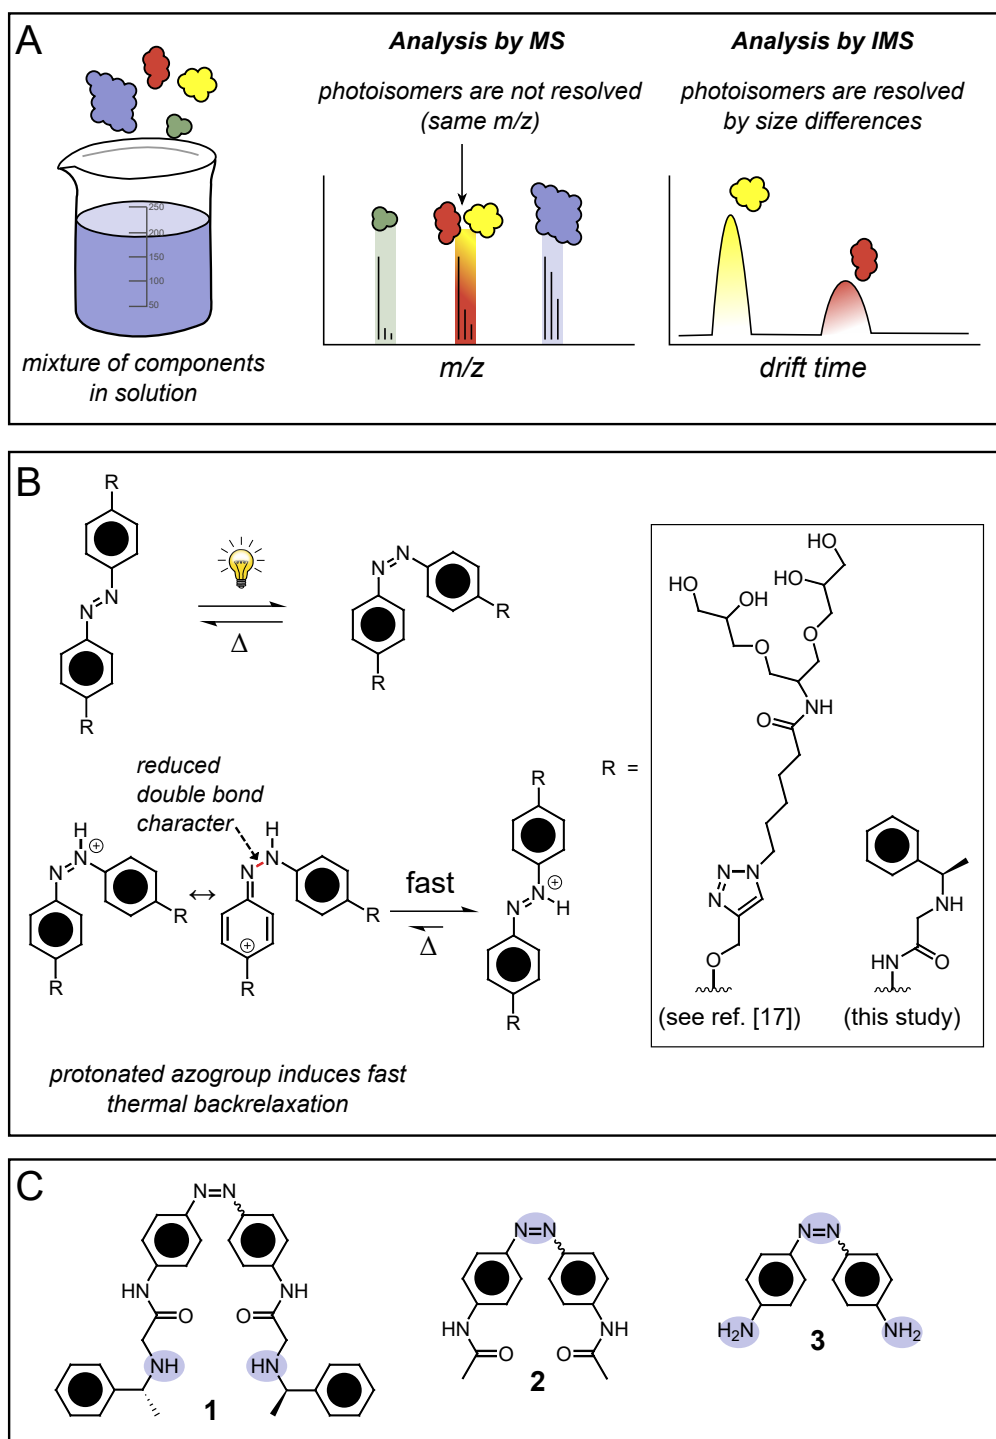 A
Analysis by MS
photoisomers are not resolved
(same m/z)
Analysis by IMS
photoisomers are resolved
by size differences
250
200
150
100
50
mixture of components
in solution
m/z
drift time
B
R
N
N
R
Δ
N
N
R
R
R =
HO
HO
HO
OH
O
O
NH
O
N
N
N
O
NH
HN
O
(see ref. [17])
(this study)
reduced
double bond
character
H
N
N
⊕
R
R
↔
H
N
N
⊕
R
R
fast
Δ
R
N
⊕
N
H
R
protonated azogroup induces fast
thermal backrelaxation
C
N=N
HN
HN
O
O
NH
HN
1
N=N
HN
NH
O
O
2
N=N
H₂N
NH₂
3